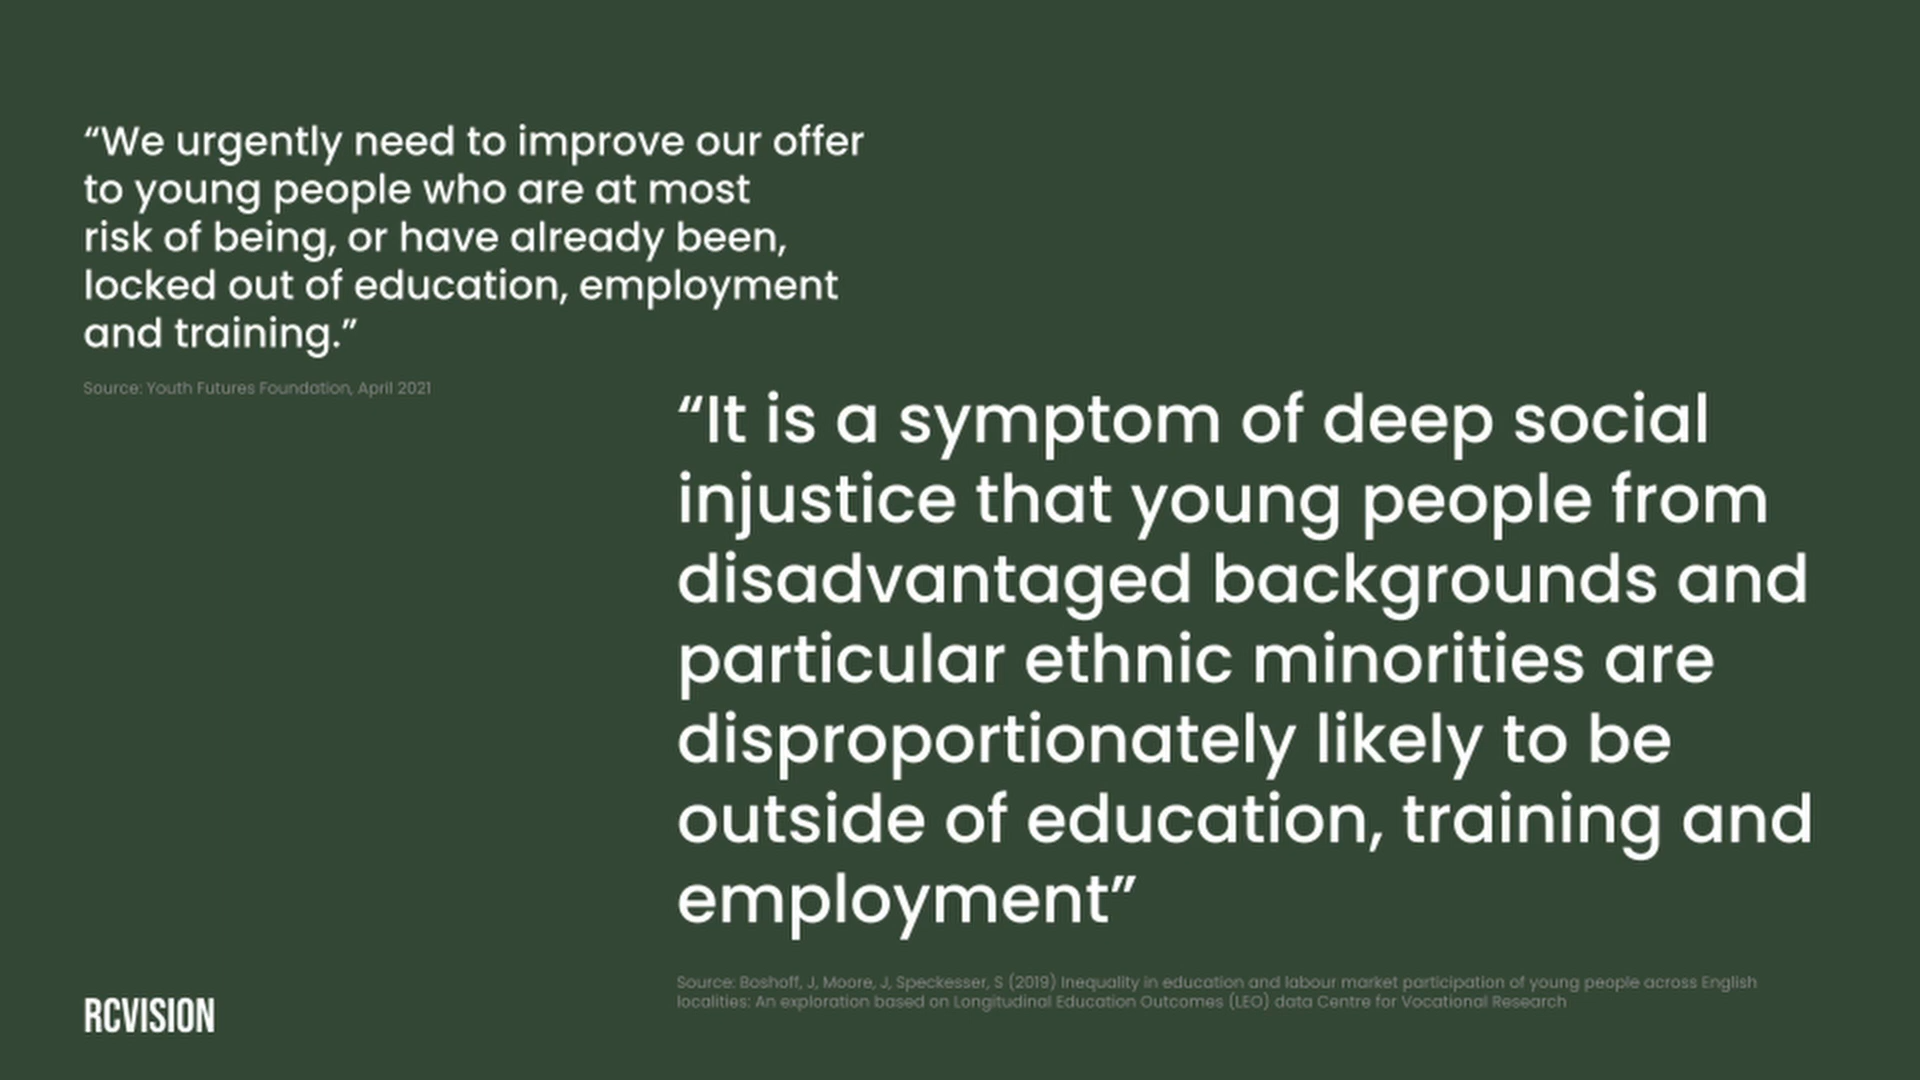 “We urgently need to improve our offer
to young people who are at most
risk of being, or have already been,
locked out of education, employment
and training.”
Source: Youth Futures Foundation, April 2021
“It is a symptom of deep social
injustice that young people from
disadvantaged backgrounds and
particular ethnic minorities are
disproportionately likely to be
outside of education, training and
employment”
Source: Boshoff, J, Moore, J, Speckesser, S (2019) Inequality in education and labour market participation of young people across English
localities: An exploration based on Longitudinal Education Outcomes (LEO) data Centre for Vocational Research
RCVISION